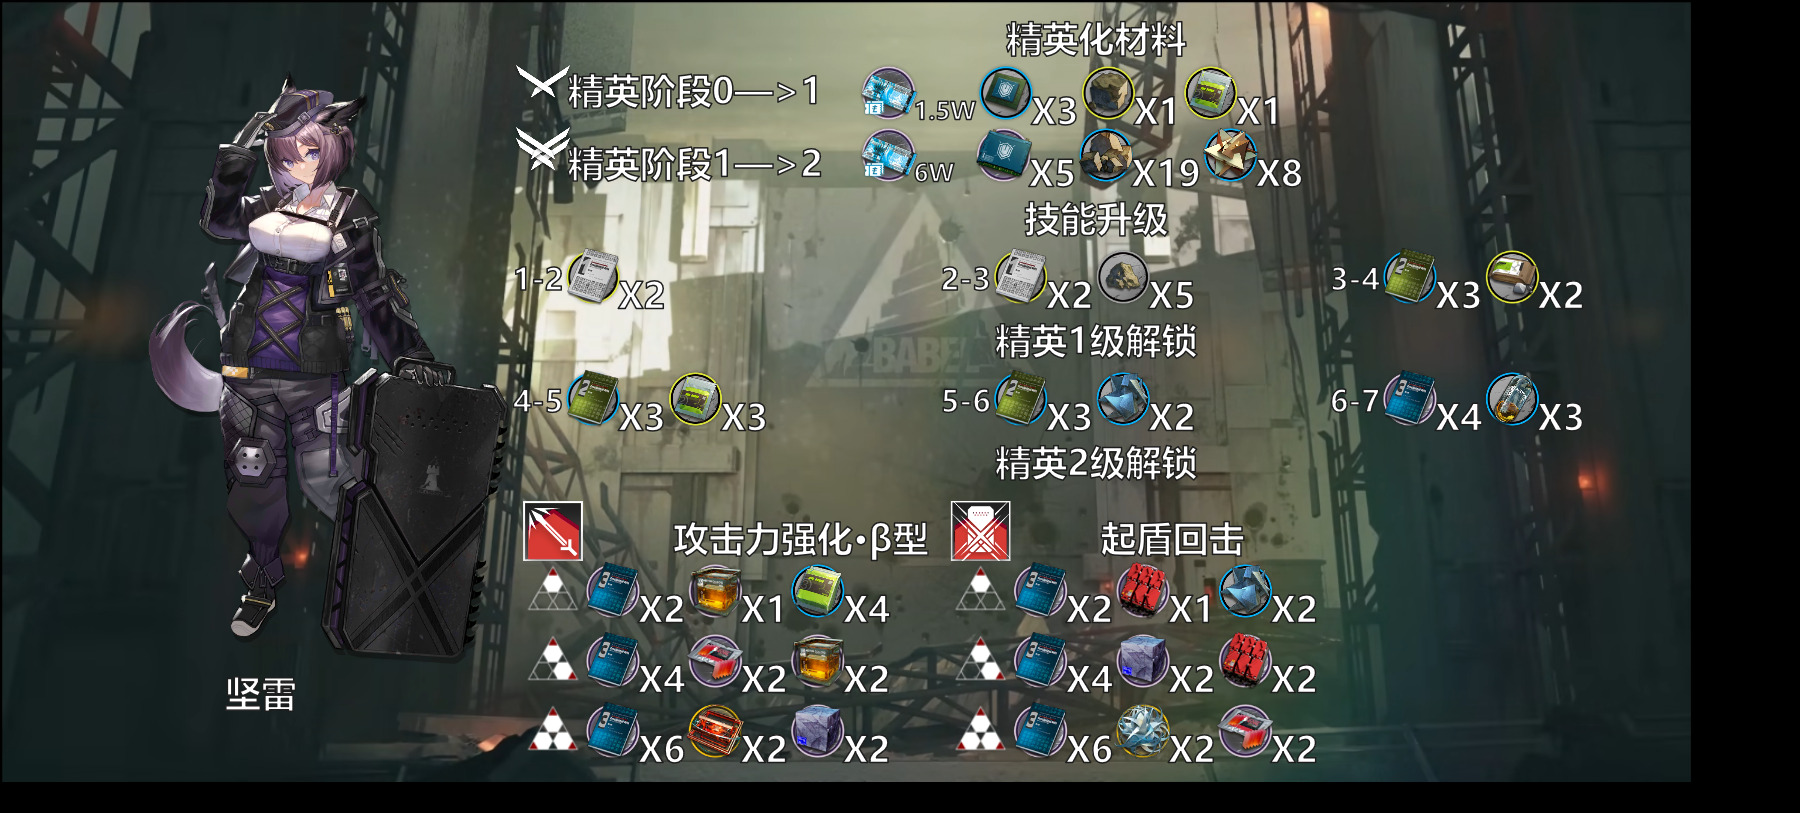 精英化材料
精英阶段0—>1 1.5W X3 X1 X1
精英阶段1—>2 6W X5 X19 X8
技能升级
1-2 X2 2-3 X2 X5 3-4 X3 X2
BABEL
精英1级解锁
4-5 X3 X3 5-6 X3 X2 6-7 X4 X3
精英2级解锁
攻击力强化·β型 起盾回击
X2 X1 X4 X2 X1 X2
X4 X2 X2 X4 X2 X2
坚雷
X6 X2 X2 X6 X2 X2